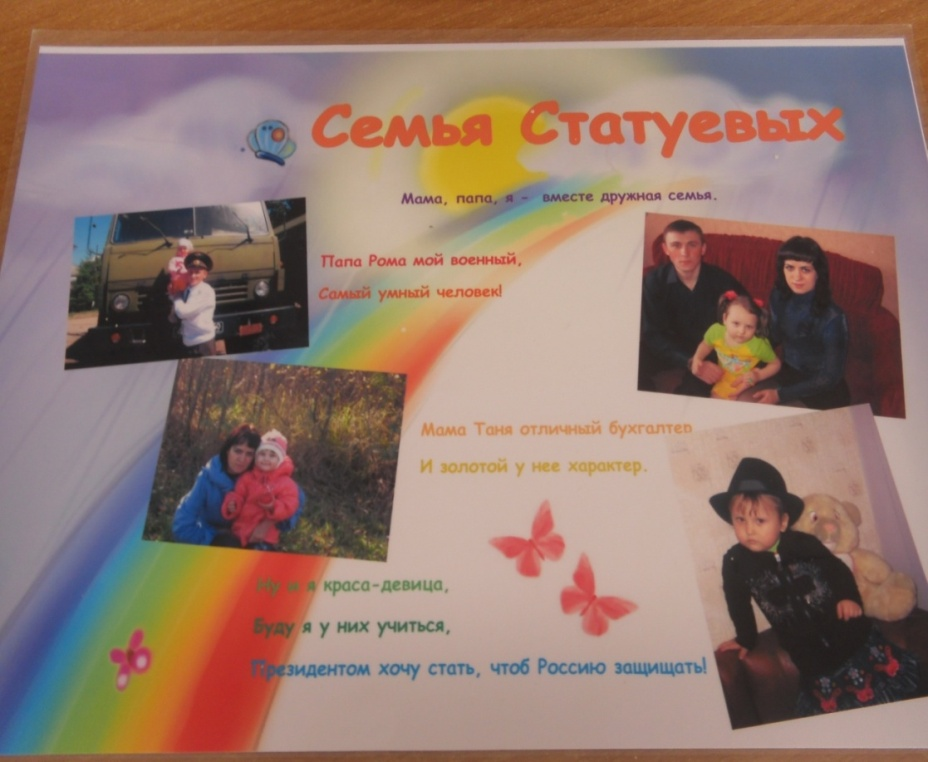 Семья Статуевых
Мама, папа, я - вместе дружная семья.
Папа Рома мой военный,
Самый умный человек!
Мама Таня отличный бухгалтер
И золотой у нее характер.
Ну а я краса-девица,
Буду я у них учиться,
Президентом хочу стать, чтоб Россию защищать!